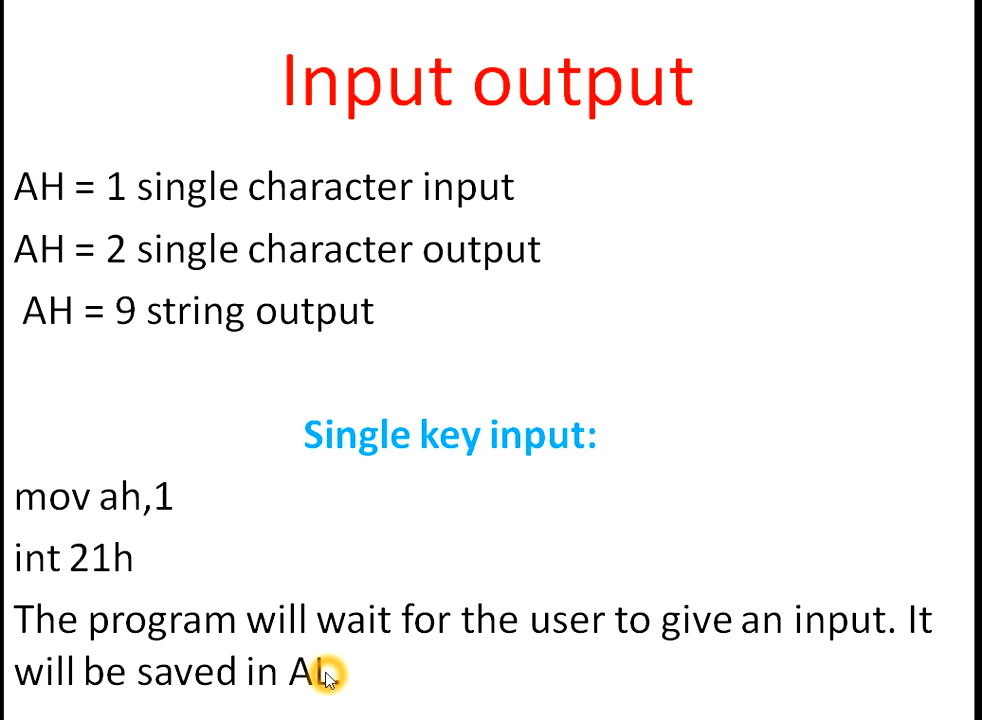 Input output
AH = 1 single character input
AH = 2 single character output
AH = 9 string output
Single key input:
mov ah,1
int 21h
The program will wait for the user to give an input. It
will be saved in AL.